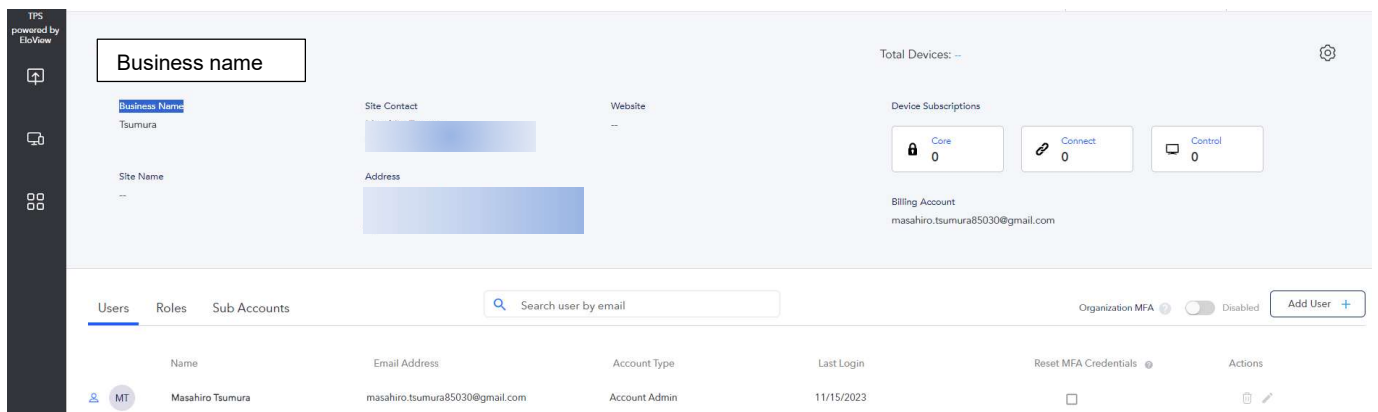 TPS
powered by
EloView
Business name
Total Devices: --
Business Name
Tsumura
Site Contact
Website
--
Device Subscriptions
Core
0
Connect
0
Control
0
Site Name
--
Address
Billing Account
masahiro.tsumura85030@gmail.com
Users Roles Sub Accounts
Search user by email
Organization MFA ? Disabled Add User +
Name Email Address Account Type Last Login Reset MFA Credentials ? Actions
MT Masahiro Tsumura masahiro.tsumura85030@gmail.com Account Admin 11/15/2023